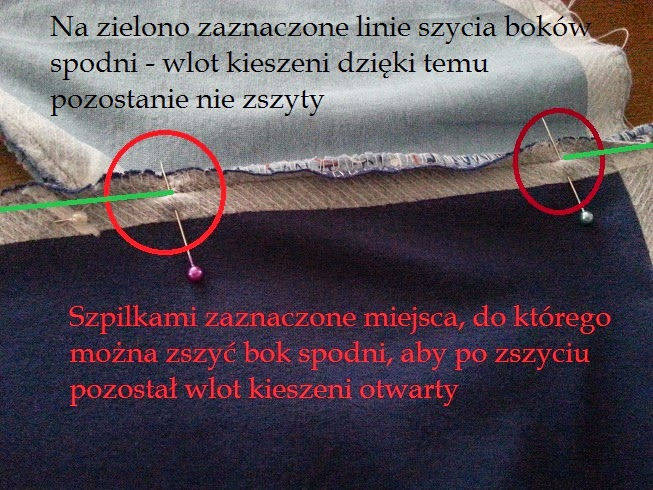 Na zielono zaznaczone linie szycia boków
spodni - wlot kieszeni dzięki temu
pozostanie nie zszyty
Szpilkami zaznaczone miejsca, do którego
można zszyć bok spodni, aby po zszyciu
pozostał wlot kieszeni otwarty